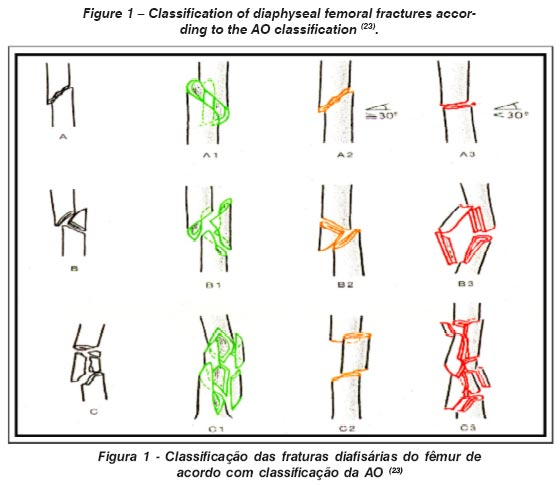 Figure 1 – Classification of diaphyseal femoral fractures accor-
ding to the AO classification (23).
A
A1
A2
≧30°
A3
<30°
B
B1
B2
B3
C
C1
C2
C3
Figura 1 - Classificação das fraturas diafisárias do fêmur de
acordo com classificação da AO (23)